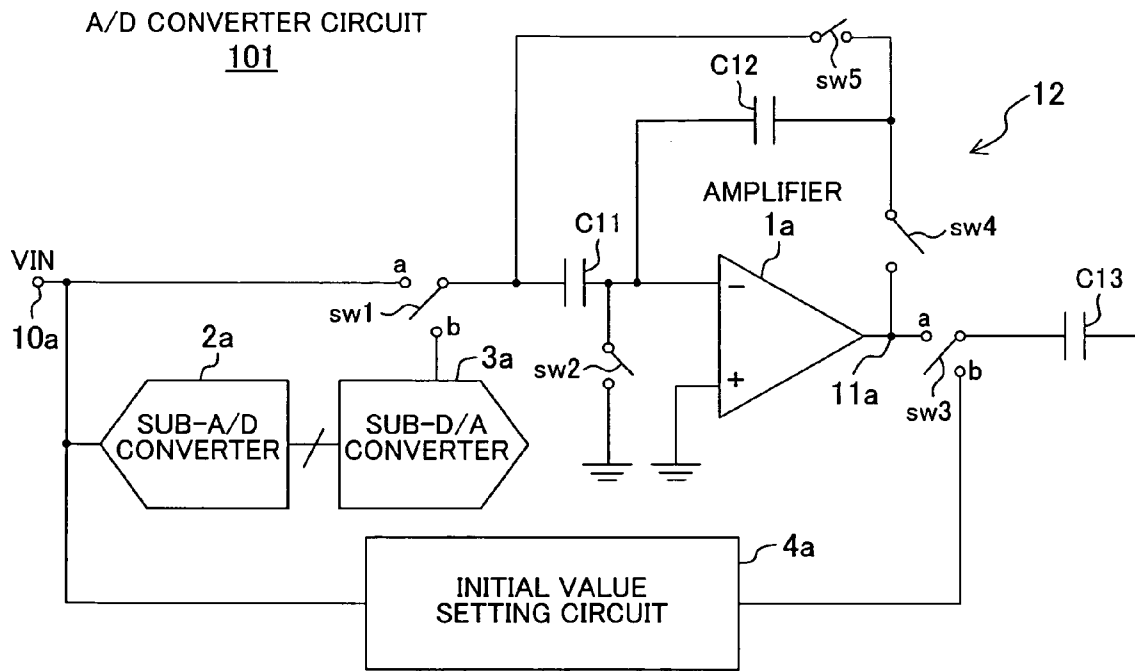 A/D CONVERTER CIRCUIT
101
sw5
C12
12
AMPLIFIER
1a
C11
sw4
VIN
a
C13
10a
sw1
b
a
2a
3a
sw2
−
+
11a
b
sw3
SUB-A/D
CONVERTER
SUB-D/A
CONVERTER
4a
INITIAL VALUE
SETTING CIRCUIT